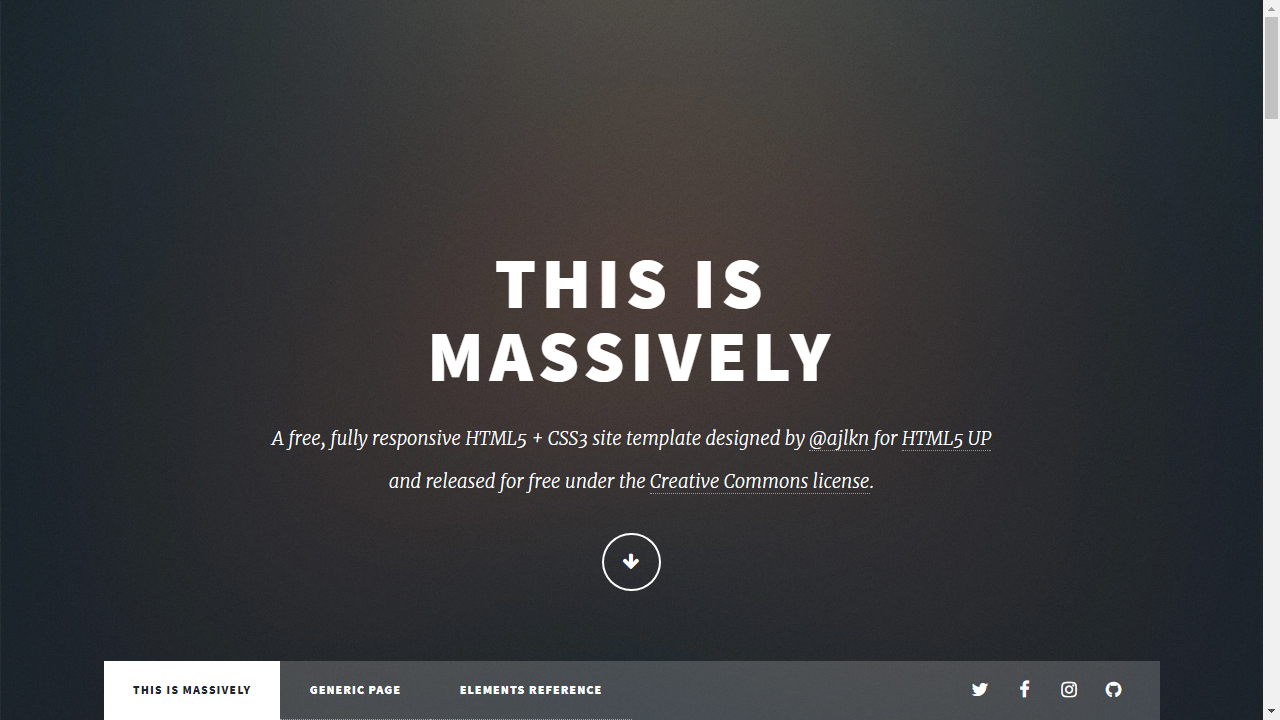 THIS IS
MASSIVELY
A free, fully responsive HTML5 + CSS3 site template designed by @ajlkn for HTML5 UP
and released for free under the Creative Commons license.
THIS IS MASSIVELY
GENERIC PAGE
ELEMENTS REFERENCE